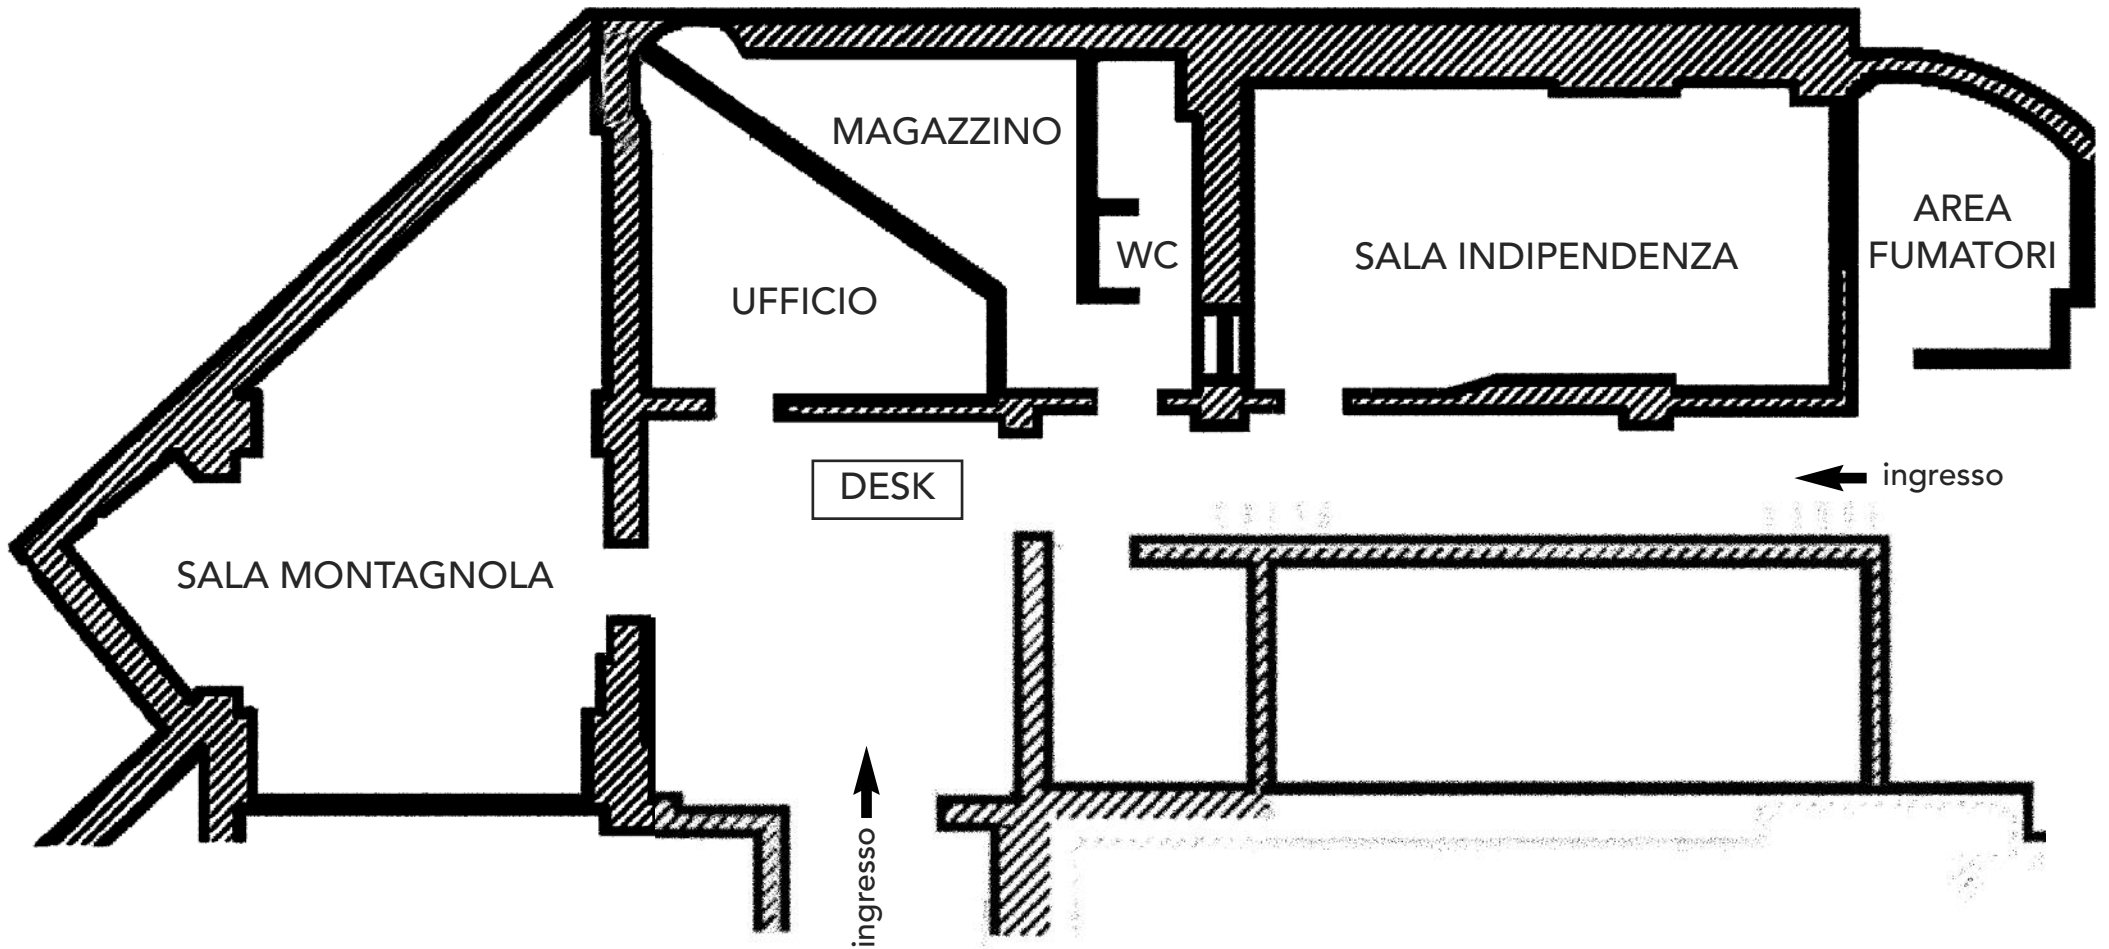 MAGAZZINO
AREA
FUMATORI
WC
SALA INDIPENDENZA
UFFICIO
DESK
ingresso
SALA MONTAGNOLA
ingresso